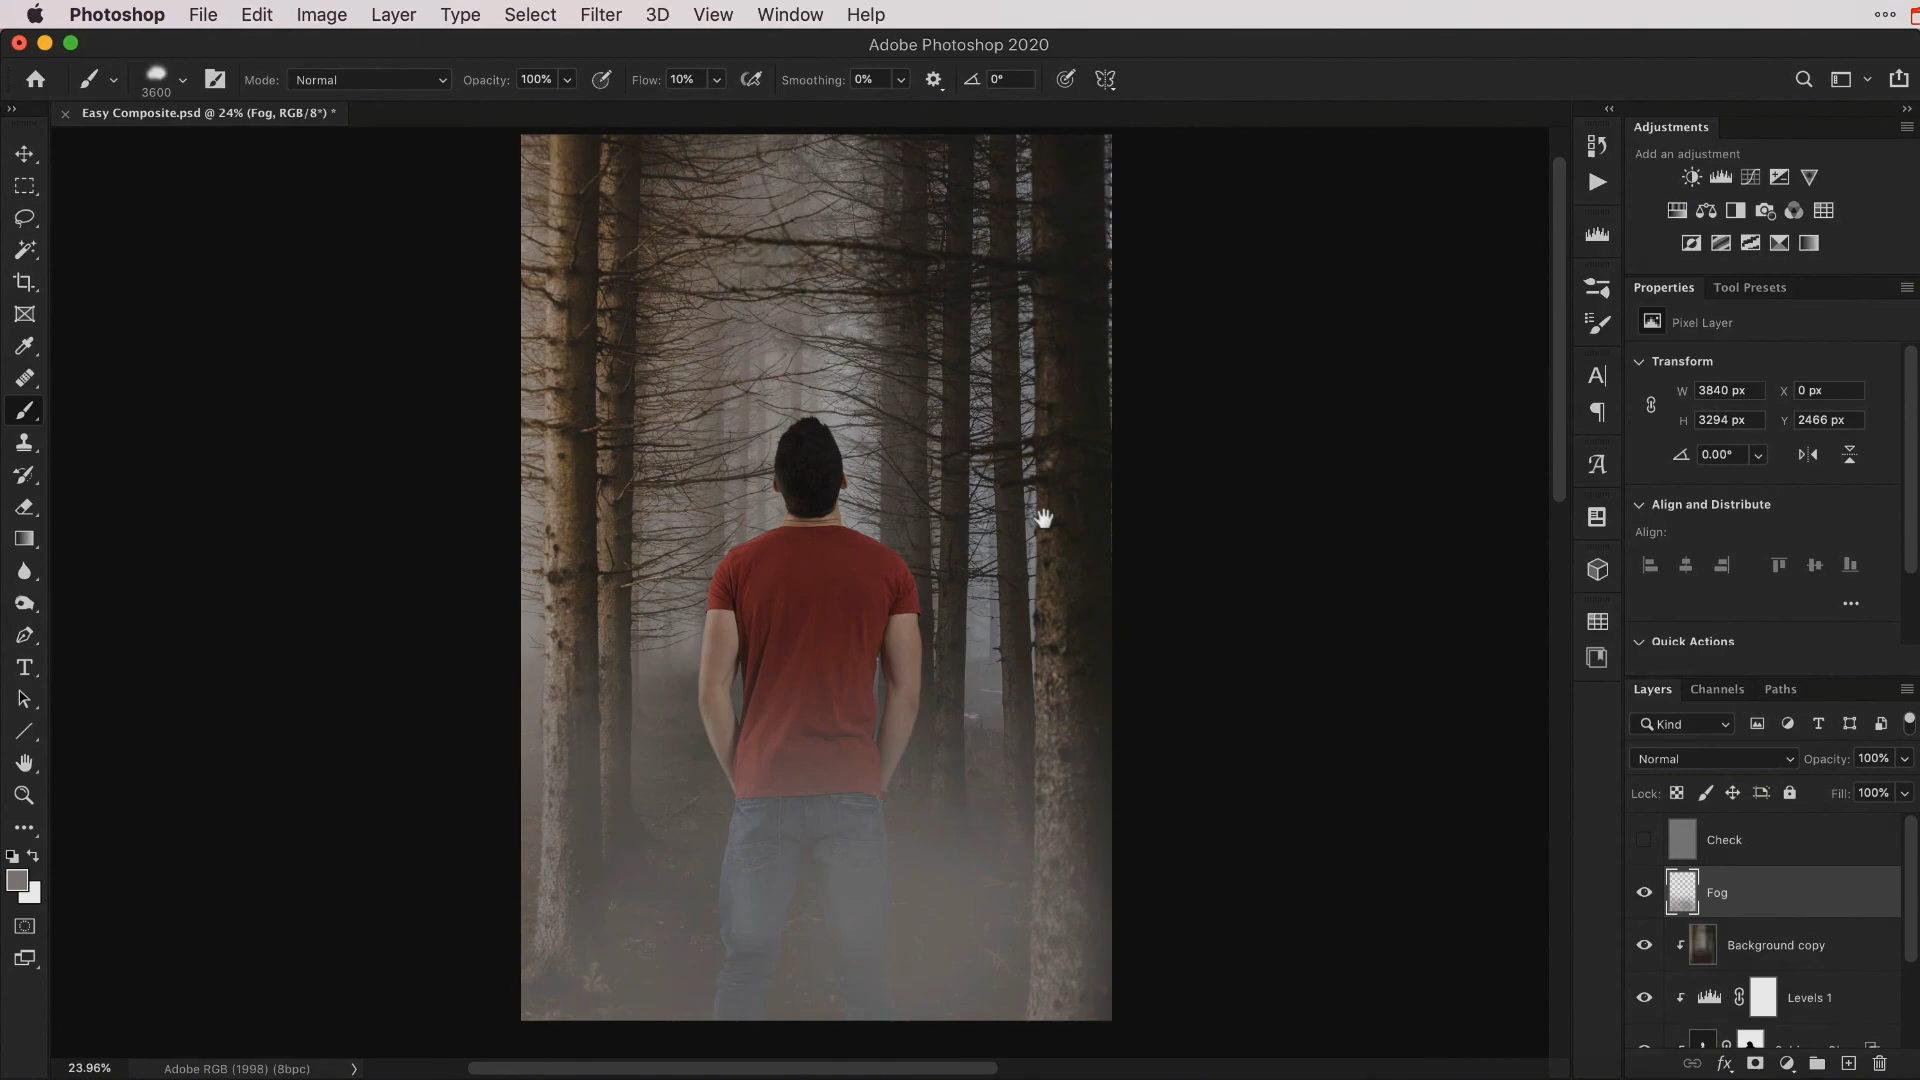 Photoshop File Edit Image Layer Type Select Filter 3D View Window Help
Adobe Photoshop 2020
3600 Mode: Normal Opacity: 100% Flow: 10% Smoothing: 0% 0°
Easy Composite.psd @ 24% (Fog, RGB/8*) *
Adjustments
Add an adjustment
Properties Tool Presets
Pixel Layer
Transform
W 3840 px X 0 px
H 3294 px Y 2466 px
0.00°
Align and Distribute
Align:
Quick Actions
Layers Channels Paths
Kind
Normal Opacity: 100%
Lock: Fill: 100%
Check
Fog
Background copy
Levels 1
23.96% Adobe RGB (1998) (8bpc)